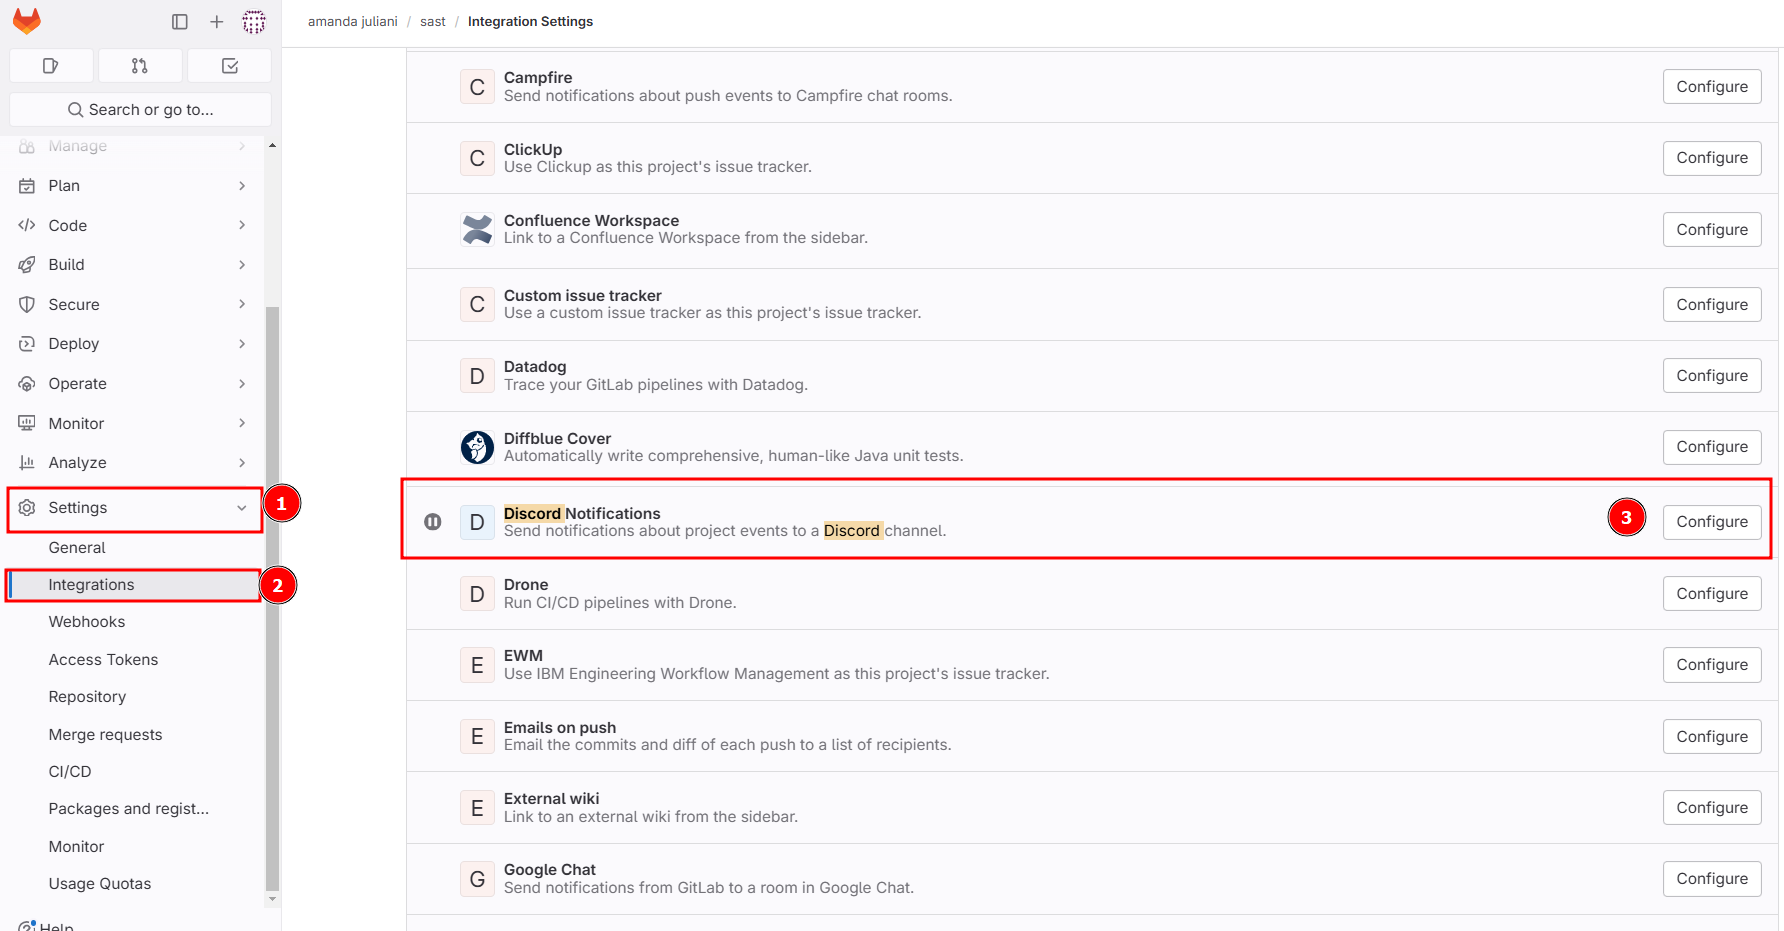 amanda juliani / sast / Integration Settings
Search or go to...
Manage
Plan
Code
Build
Secure
Deploy
Operate
Monitor
Analyze
Settings
1
General
Integrations
2
Webhooks
Access Tokens
Repository
Merge requests
CI/CD
Packages and regist...
Monitor
Usage Quotas
Help
C
Campfire
Send notifications about push events to Campfire chat rooms.
Configure
C
ClickUp
Use Clickup as this project's issue tracker.
Configure
Confluence Workspace
Link to a Confluence Workspace from the sidebar.
Configure
C
Custom issue tracker
Use a custom issue tracker as this project's issue tracker.
Configure
D
Datadog
Trace your GitLab pipelines with Datadog.
Configure
Diffblue Cover
Automatically write comprehensive, human-like Java unit tests.
Configure
D
Discord Notifications
Send notifications about project events to a Discord channel.
3
Configure
D
Drone
Run CI/CD pipelines with Drone.
Configure
E
EWM
Use IBM Engineering Workflow Management as this project's issue tracker.
Configure
E
Emails on push
Email the commits and diff of each push to a list of recipients.
Configure
E
External wiki
Link to an external wiki from the sidebar.
Configure
G
Google Chat
Send notifications from GitLab to a room in Google Chat.
Configure